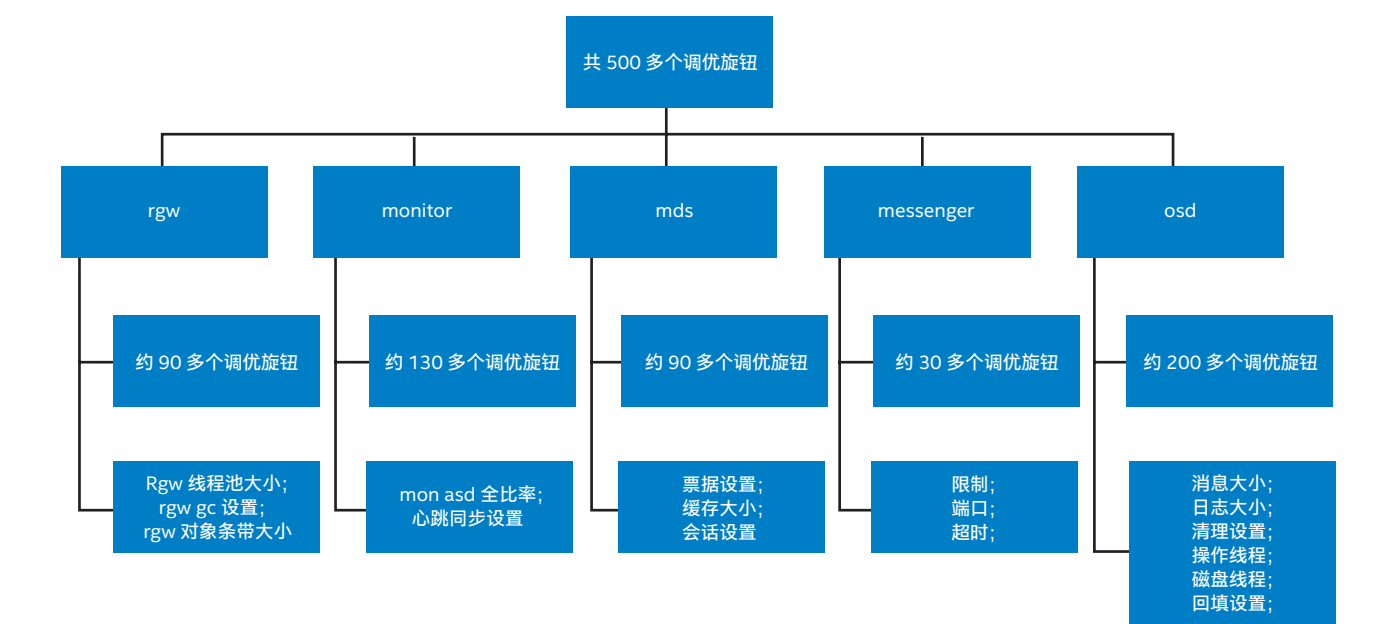 共 500 多个调优旋钮
rgw
monitor
mds
messenger
osd
约 90 多个调优旋钮
约 130 多个调优旋钮
约 90 多个调优旋钮
约 30 多个调优旋钮
约 200 多个调优旋钮
Rgw 线程池大小;
rgw gc 设置;
rgw 对象条带大小
mon asd 全比率;
心跳同步设置
票据设置;
缓存大小;
会话设置
限制;
端口;
超时;
消息大小;
日志大小;
清理设置;
操作线程;
磁盘线程;
回填设置;